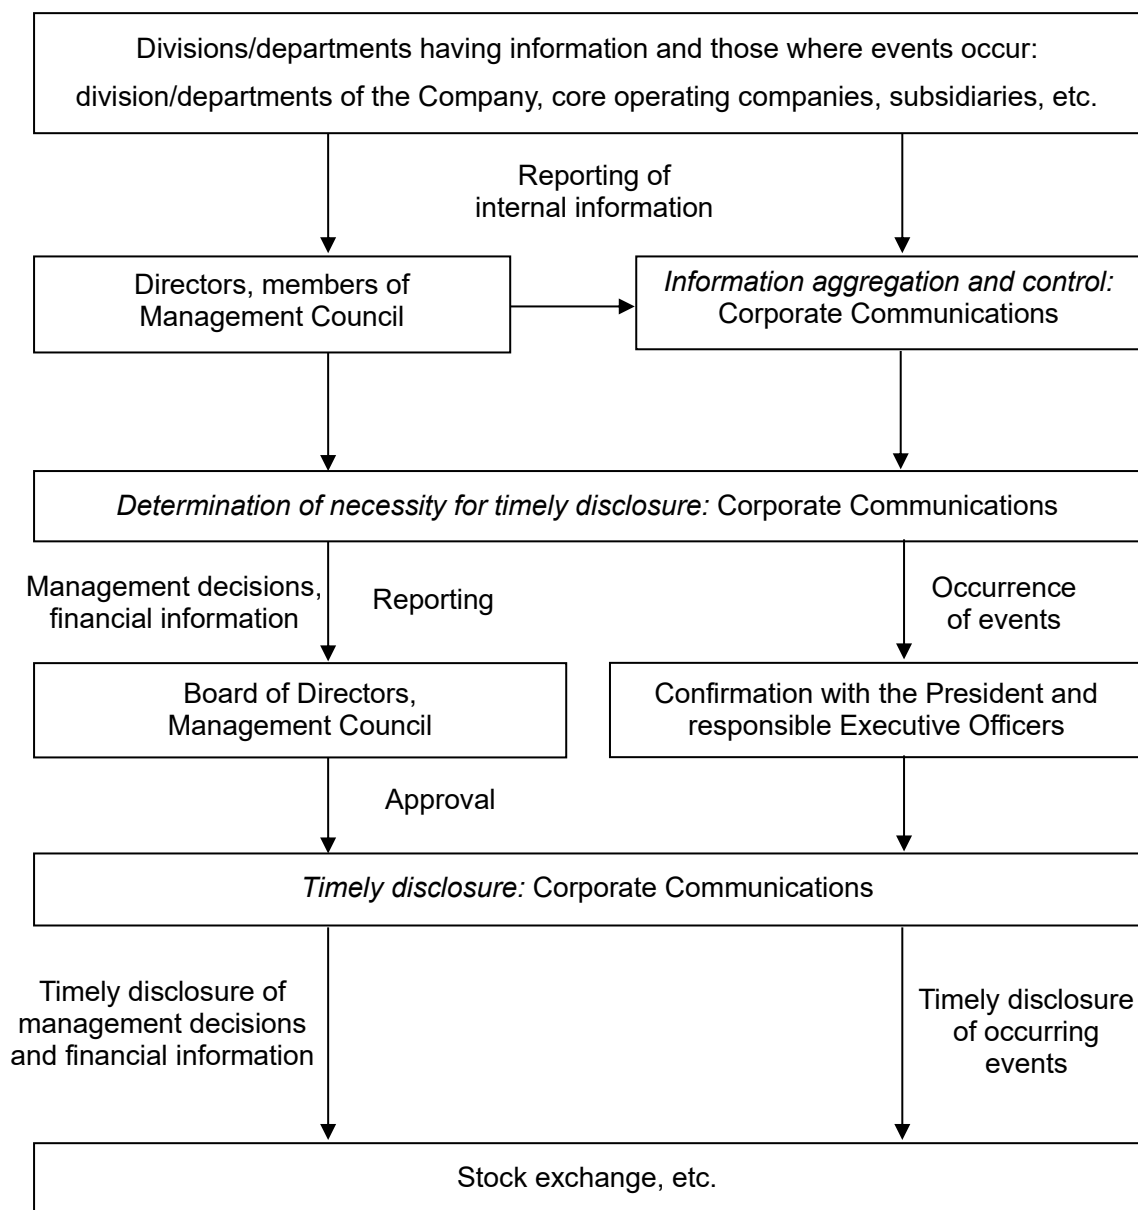 Divisions/departments having information and those where events occur:
division/departments of the Company, core operating companies, subsidiaries, etc.
Reporting of
internal information
Directors, members of
Management Council
Information aggregation and control:
Corporate Communications
Determination of necessity for timely disclosure: Corporate Communications
Management decisions,
financial information
Reporting
Occurrence
of events
Board of Directors,
Management Council
Confirmation with the President and
responsible Executive Officers
Approval
Timely disclosure: Corporate Communications
Timely disclosure of
management decisions
and financial information
Timely disclosure
of occurring
events
Stock exchange, etc.